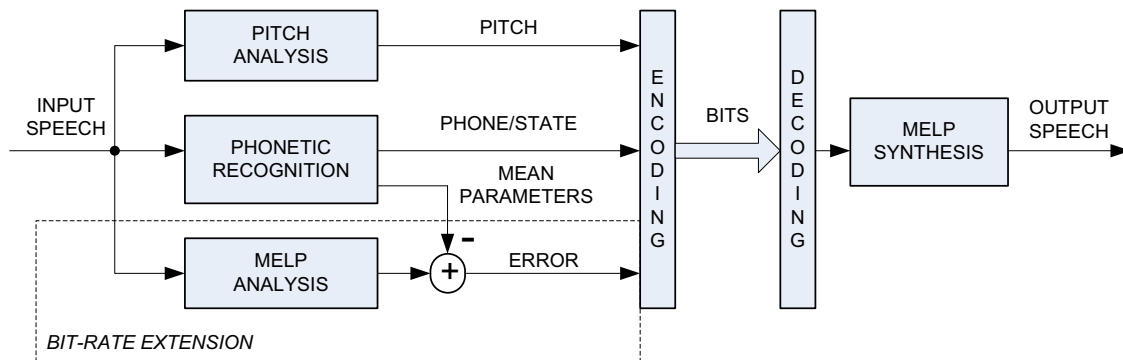 PITCH
ANALYSIS
PITCH
INPUT
SPEECH
PHONETIC
RECOGNITION
PHONE/STATE
MEAN
PARAMETERS
-
MELP
ANALYSIS
+
ERROR
BIT-RATE EXTENSION
ENCODING
BITS
DECODING
MELP
SYNTHESIS
OUTPUT
SPEECH